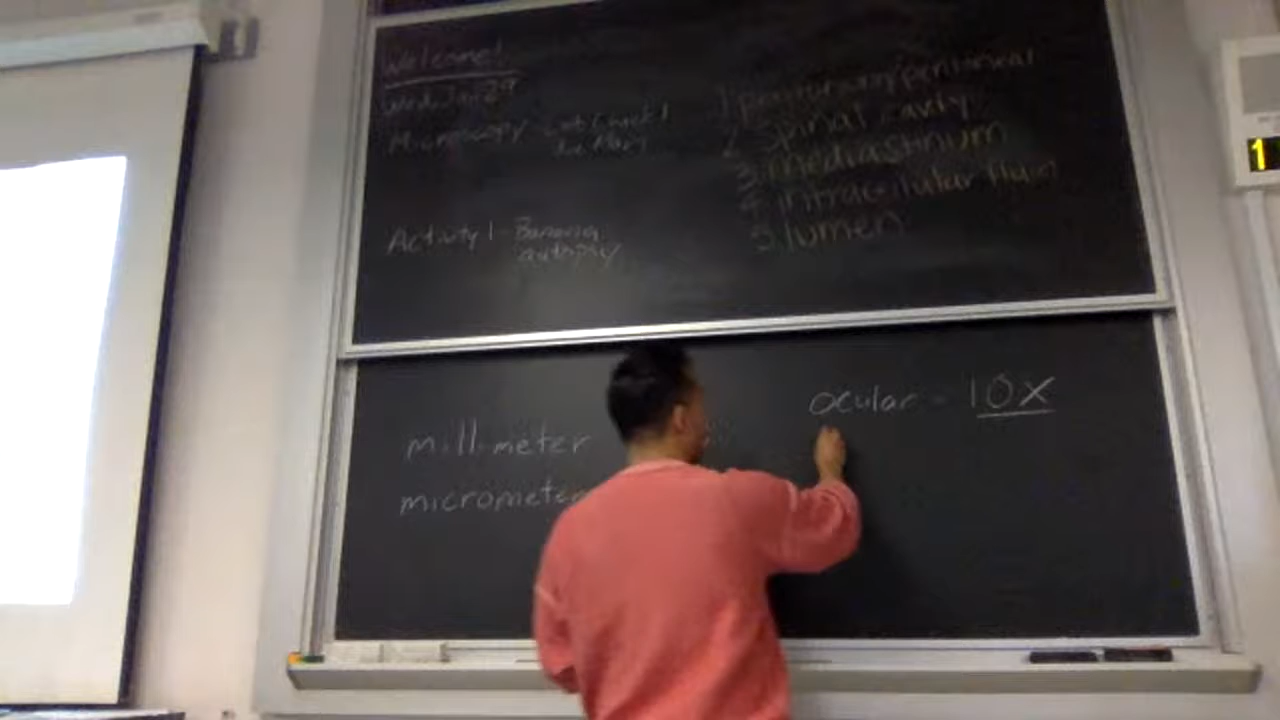 Welcome!
Wed, Jan 29
Microscopy
Activity 1 - Banana
autopsy
2. spinal cavity
3. mediastinum
4. intracellular fluid
5. lumen
ocular - 10x
millimeter
micrometer
1